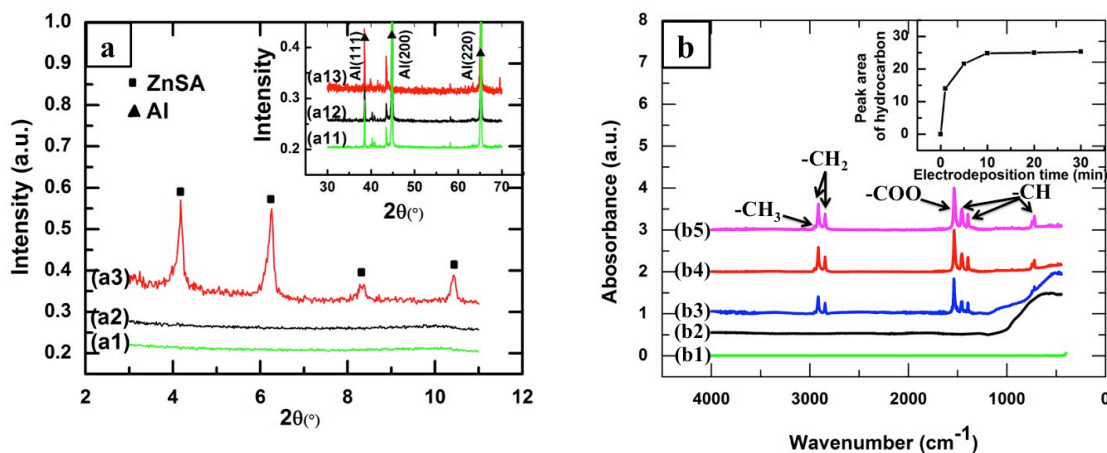 a
ZnSA
Al
Intensity (a.u.)
1.0
0.9
0.8
0.7
0.6
0.5
0.4
0.3
0.2
(a3)
(a2)
(a1)
2 4 6 8 10 12
2θ(°)
Intensity
0.4
0.3
0.2
Al(111)
Al(200)
Al(220)
(a13)
(a12)
(a11)
30 40 50 60 70
2θ(°)
b
Abosorbance (a.u.)
8
7
6
5
4
3
2
1
0
-CH3
-CH2
-COO
-CH
(b5)
(b4)
(b3)
(b2)
(b1)
4000 3000 2000 1000 0
Wavenumber (cm-1)
Peak area
of hydrocarbon
30
20
10
0
0 10 20 30
Electrodeposition time (min)